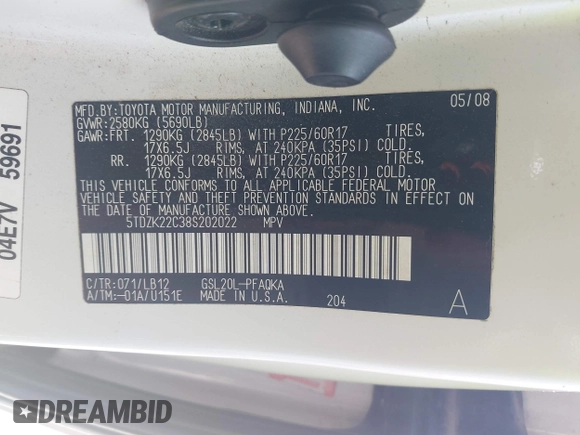 MFD.BY:TOYOTA MOTOR MANUFACTURING, INDIANA, INC. 05/08
GVWR:2580KG (5690LB)
GAWR:FRT. 1290KG (2845LB) WITH P225/60R17 TIRES,
17X6.5J RIMS, AT 240KPA (35PSI) COLD.
RR. 1290KG (2845LB) WITH P225/60R17 TIRES,
17X6.5J RIMS, AT 240KPA (35PSI) COLD.
THIS VEHICLE CONFORMS TO ALL APPLICABLE FEDERAL MOTOR
VEHICLE SAFETY AND THEFT PREVENTION STANDARDS IN EFFECT
ON THE DATE OF MANUFACTURE SHOWN ABOVE.
5TDZK22C38S202022 MPV
C/TR:071/LB12 GSL20L-PFAQKA
A/TM:-01A/U151E MADE IN U.S.A. 204 A
04E7V 59691
DREAMBID